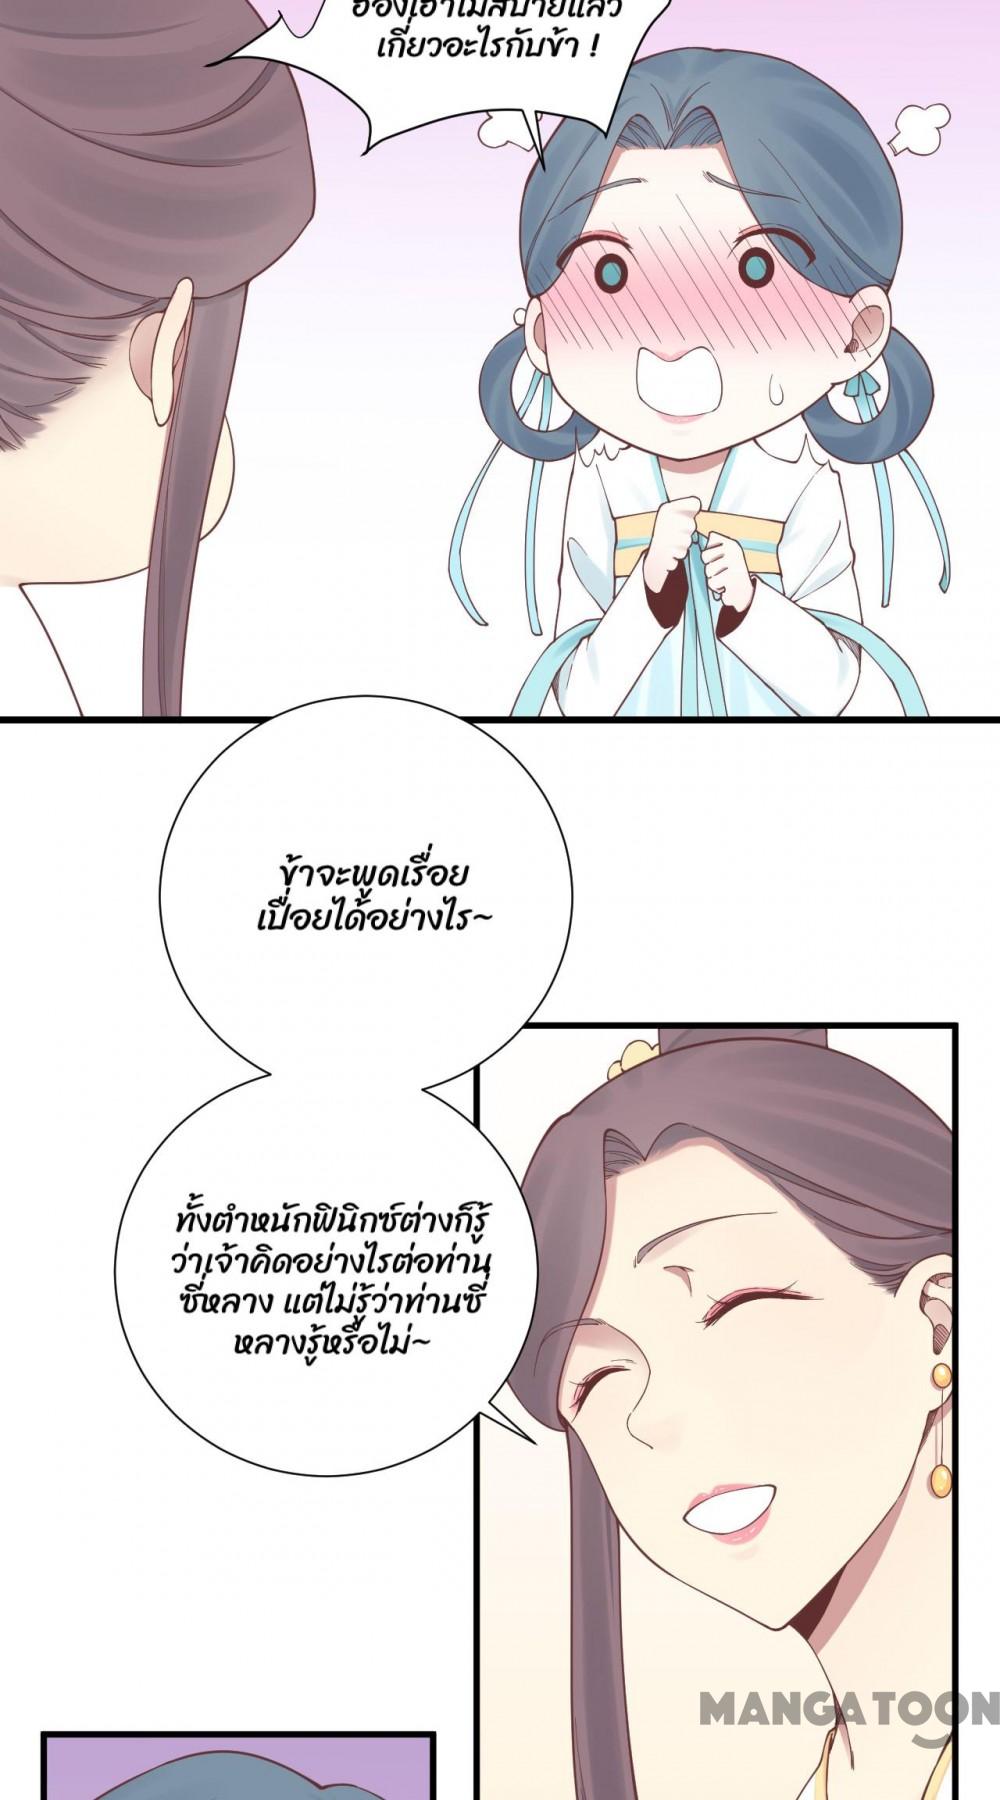 เกี่ยวอะไรกับข้า !
ข้าจะพูดเรื่อย
เปื่อยได้อย่างไร~
ทั้งตำหนักฟินิกซ์ต่างก็รู้
ว่าเจ้าคิดอย่างไรต่อท่าน
ซี่หลาง แต่ไม่รู้ว่าท่านซี่
หลางรู้หรือไม่~
MANGATOON